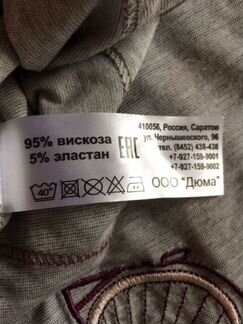 95% вискоза
5% эластан
EAC
410056, Россия, Саратов
ул. Чернышевского, 96
тел. (8452) 438-438
+7-927-159-9001
+7-927-159-9002
40°
ООО "Дюма"